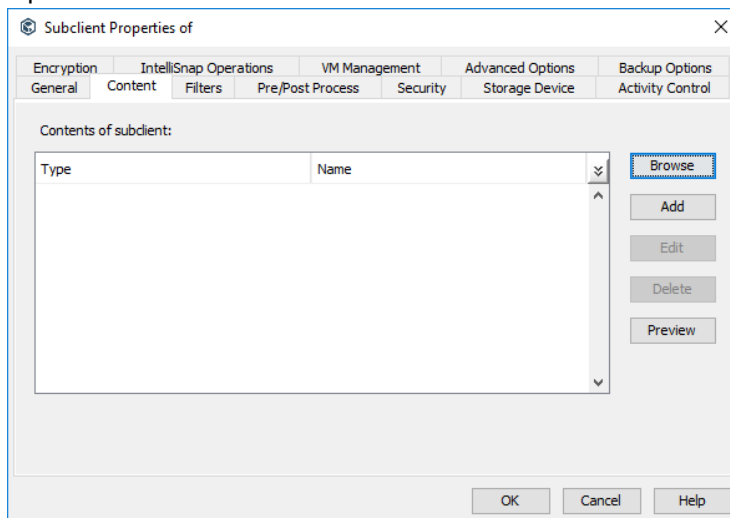 Subclient Properties of
Encryption IntelliSnap Operations VM Management Advanced Options Backup Options
General Content Filters Pre/Post Process Security Storage Device Activity Control
Contents of subclient:
Type Name Browse
Add
Edit
Delete
Preview
OK Cancel Help